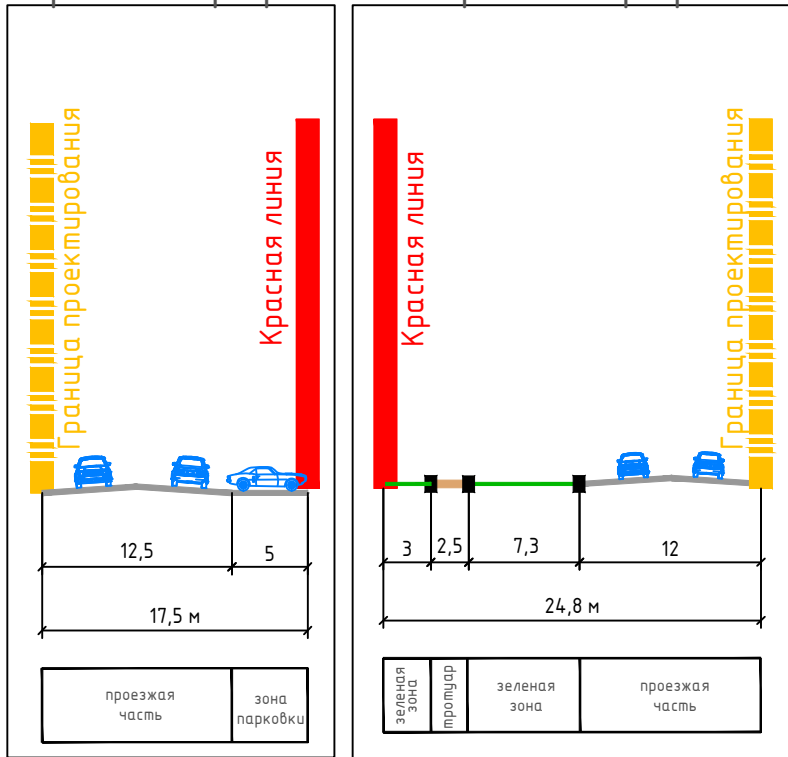 Граница проектирования
Красная линия
12,5
5
17,5 м
проезжая
часть
зона
парковки
Красная линия
Граница проектирования
3
2,5
7,3
12
24,8 м
зеленая
зона
тротуар
зеленая
зона
проезжая
часть